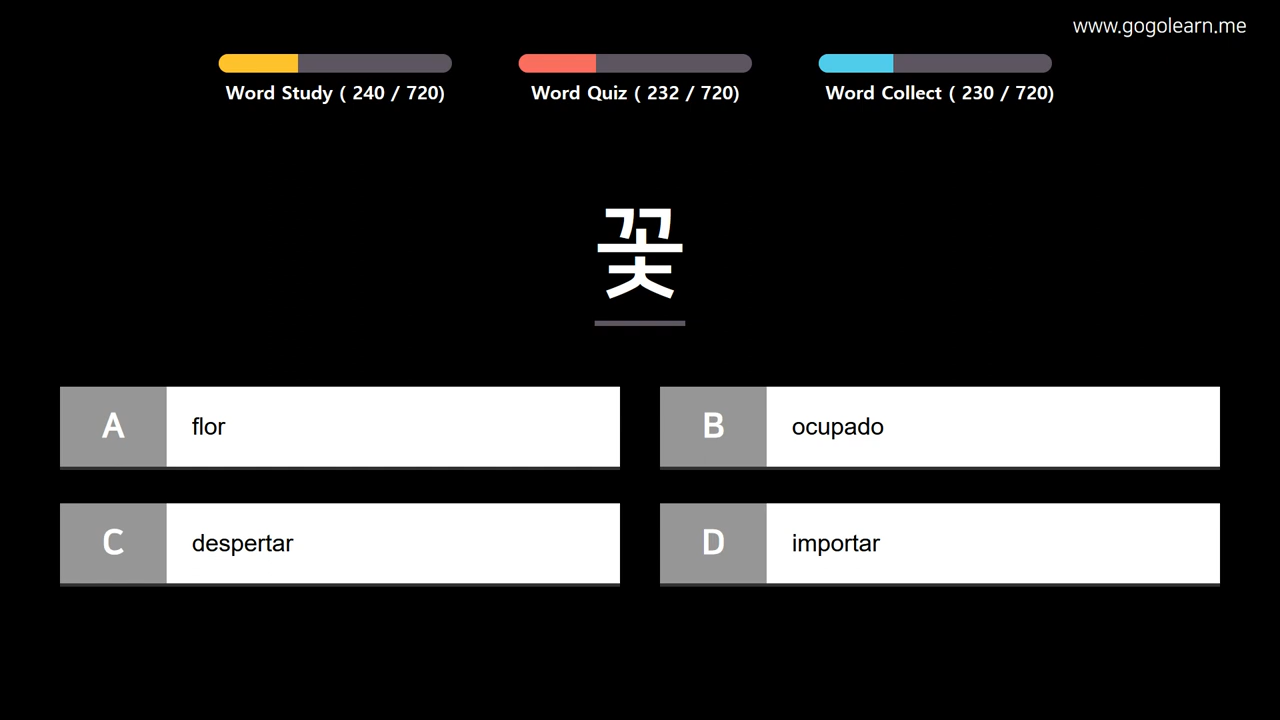 www.gogolearn.me
Word Study ( 240 / 720)
Word Quiz ( 232 / 720)
Word Collect ( 230 / 720)
꽃
A flor
B ocupado
C despertar
D importar